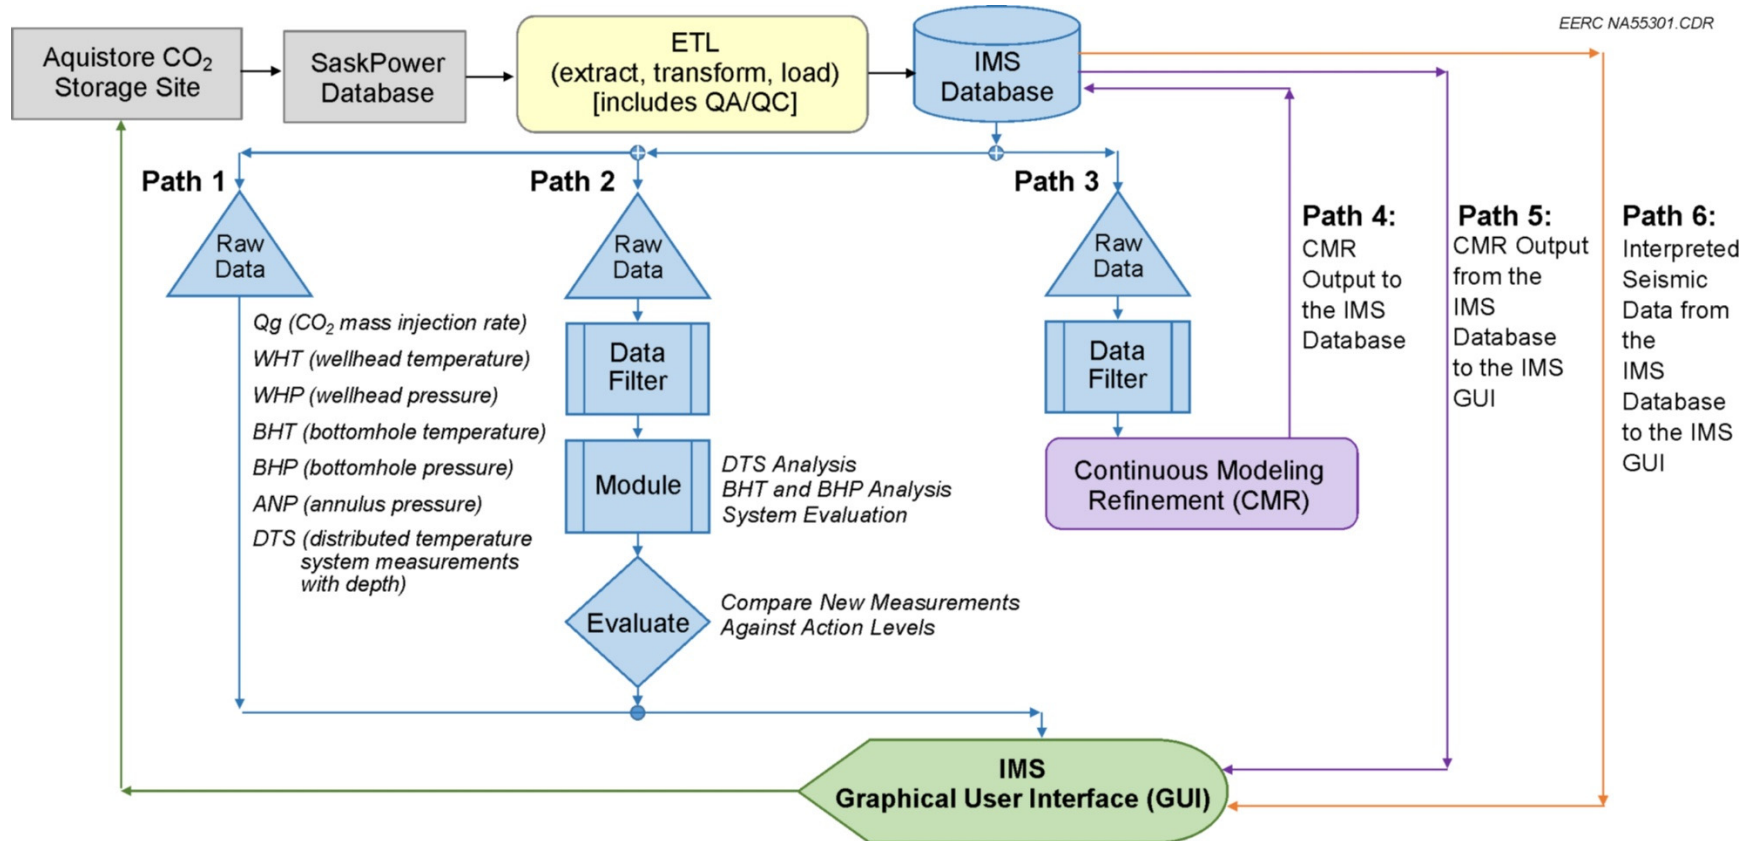 EERC NA55301.CDR
Aquistore CO₂
Storage Site
SaskPower
Database
ETL
(extract, transform, load)
[includes QA/QC]
IMS
Database
Path 1
Raw
Data
Qg (CO₂ mass injection rate)
WHT (wellhead temperature)
WHP (wellhead pressure)
BHT (bottomhole temperature)
BHP (bottomhole pressure)
ANP (annulus pressure)
DTS (distributed temperature
system measurements
with depth)
Path 2
Raw
Data
Data
Filter
Module
DTS Analysis
BHT and BHP Analysis
System Evaluation
Evaluate
Compare New Measurements
Against Action Levels
Path 3
Raw
Data
Data
Filter
Continuous Modeling
Refinement (CMR)
Path 4:
CMR
Output to
the IMS
Database
Path 5:
CMR Output
from the
IMS
Database
to the IMS
GUI
Path 6:
Interpreted
Seismic
Data from
the
IMS
Database
to the IMS
GUI
IMS
Graphical User Interface (GUI)